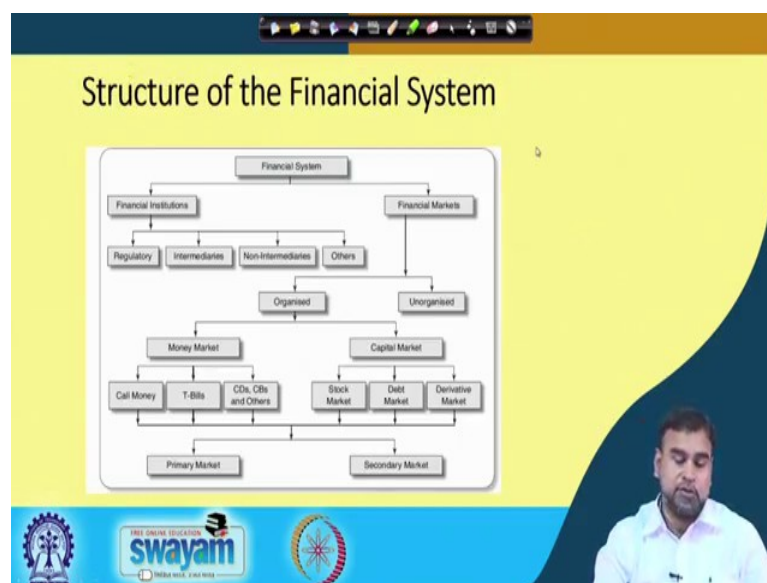 Structure of the Financial System
Financial System
Financial Institutions
Financial Markets
Regulatory
Intermediaries
Non-Intermediaries
Others
Organised
Unorganised
Money Market
Capital Market
Call Money
T-Bills
CDs, CBs
and Others
Stock
Market
Debt
Market
Derivative
Market
Primary Market
Secondary Market
FREE ONLINE EDUCATION
swayam